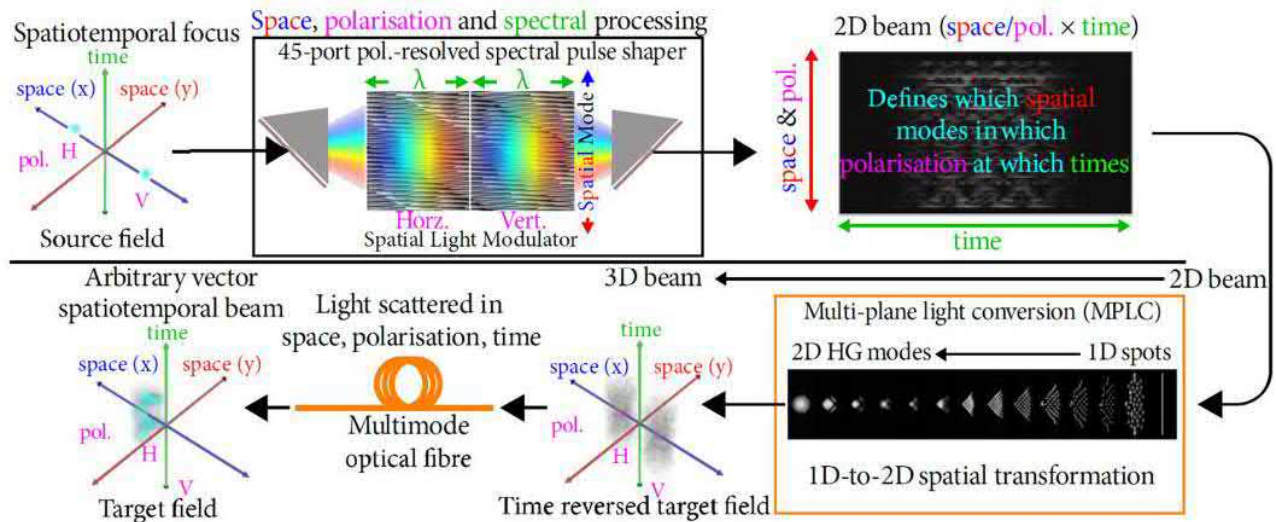 Spatiotemporal focus
time
space (x)
space (y)
pol.
H
V
Source field
Space, polarisation and spectral processing
45-port pol.-resolved spectral pulse shaper
λ
λ
Spatial Mode
Horz.
Vert.
Spatial Light Modulator
2D beam (space/pol. × time)
space & pol.
Defines which spatial
modes in which
polarisation at which times
time
3D beam
2D beam
Multi-plane light conversion (MPLC)
2D HG modes
1D spots
1D-to-2D spatial transformation
time
space (x)
space (y)
pol.
H
V
Time reversed target field
Light scattered in
space, polarisation, time
Multimode
optical fibre
Arbitrary vector
spatiotemporal beam
time
space (x)
space (y)
pol.
H
V
Target field